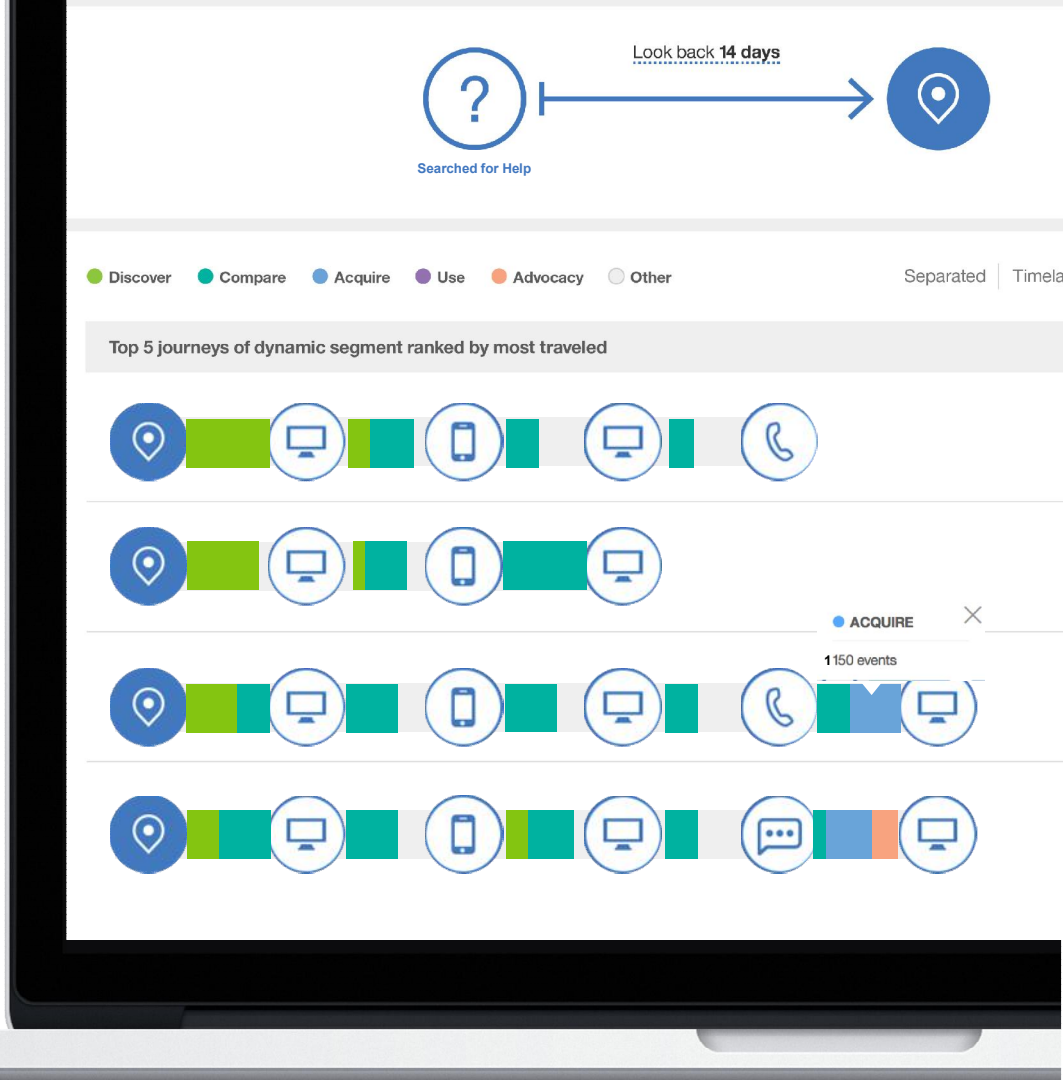 Look back 14 days
?
Searched for Help
Discover Compare Acquire Use Advocacy Other
Separated Timela
Top 5 journeys of dynamic segment ranked by most traveled
ACQUIRE
1150 events